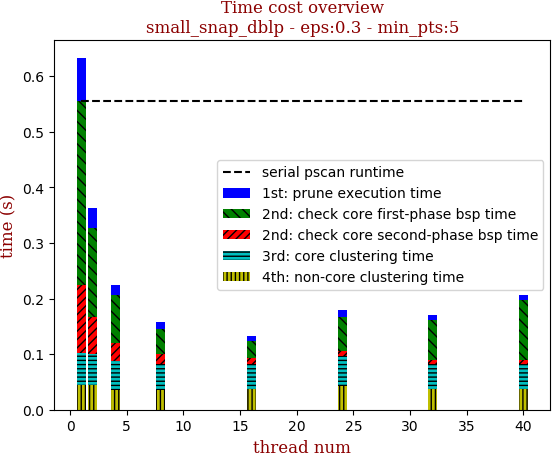 Time cost overview
small_snap_dblp - eps:0.3 - min_pts:5
time (s)
0.6
0.5
0.4
0.3
0.2
0.1
0.0
serial pscan runtime
1st: prune execution time
2nd: check core first-phase bsp time
2nd: check core second-phase bsp time
3rd: core clustering time
4th: non-core clustering time
0 5 10 15 20 25 30 35 40
thread num